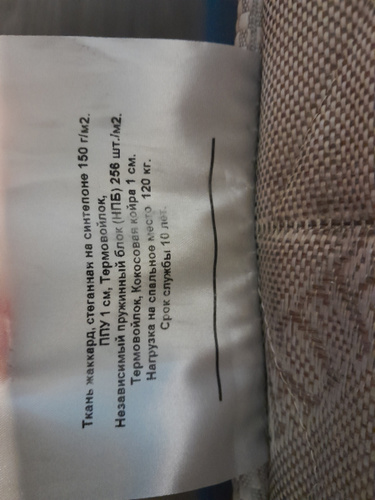 Ткань жаккард, стеганная на синтепоне 150 г/м2.
ППУ 1 см, Термовойлок,
Независимый пружинный блок (НПБ) 256 шт./м2.
Термовойлок, Кокосовая койра 1 см.
Нагрузка на спальное место 120 кг.
Срок службы 10 лет.